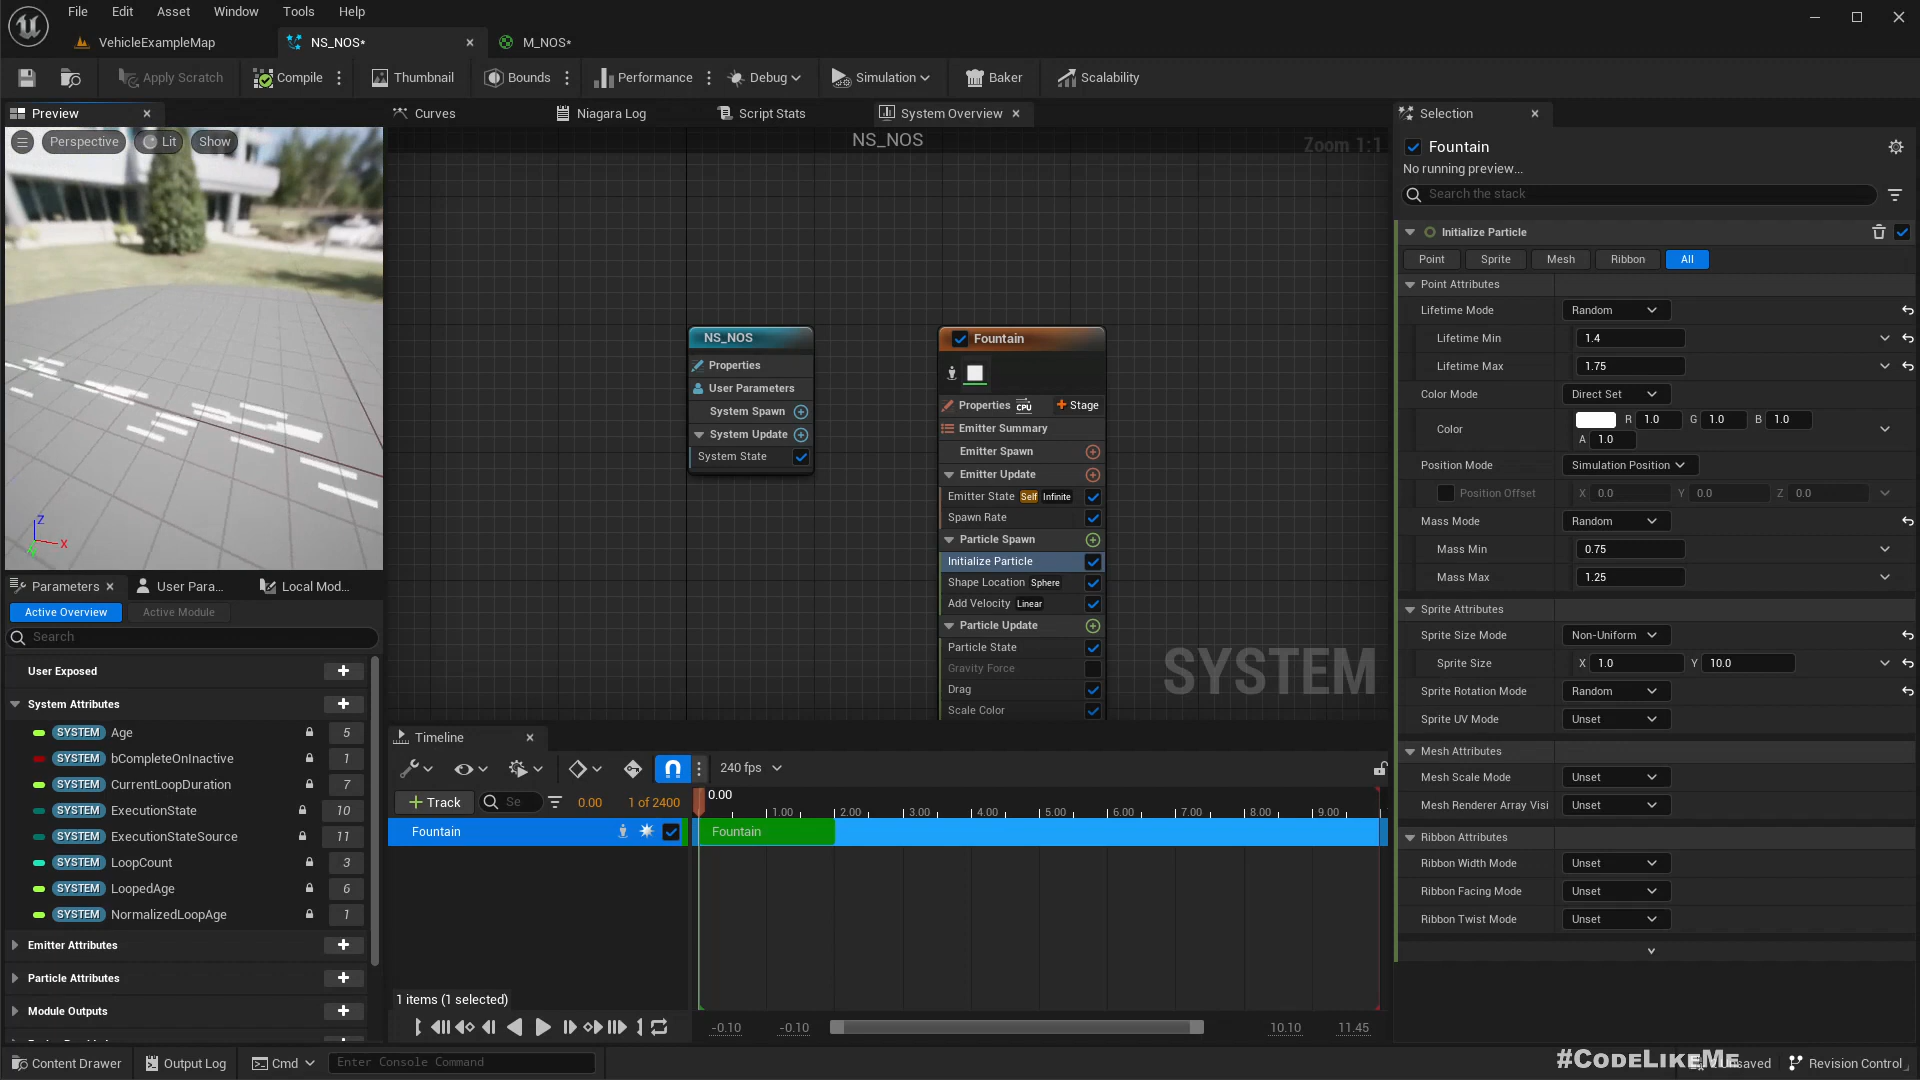 File Edit Asset Window Tools Help
VehicleExampleMap NS_NOS* M_NOS*
Apply Scratch Compile Thumbnail Bounds Performance Debug Simulation Baker Scalability
Preview Curves Niagara Log Script Stats System Overview Selection
Perspective Lit Show
NS_NOS
Zoom 1:1
Fountain
No running preview...
Search the stack
Initialize Particle
Point Sprite Mesh Ribbon All
Point Attributes
Lifetime Mode Random
Lifetime Min 1.4
Lifetime Max 1.75
Color Mode Direct Set
Color R 1.0 G 1.0 B 1.0
A 1.0
Position Mode Simulation Position
Position Offset X 0.0 Y 0.0 Z 0.0
Mass Mode Random
Mass Min 0.75
Mass Max 1.25
Sprite Attributes
Sprite Size Mode Non-Uniform
Sprite Size X 1.0 Y 10.0
Sprite Rotation Mode Random
Sprite UV Mode Unset
Mesh Attributes
Mesh Scale Mode Unset
Mesh Renderer Array Visi Unset
Ribbon Attributes
Ribbon Width Mode Unset
Ribbon Facing Mode Unset
Ribbon Twist Mode Unset
NS_NOS
Properties
User Parameters
System Spawn
System Update
System State
Fountain
Properties CPU Stage
Emitter Summary
Emitter Spawn
Emitter Update
Emitter State Self Infinite
Spawn Rate
Particle Spawn
Initialize Particle
Shape Location Sphere
Add Velocity Linear
Particle Update
Particle State
Gravity Force
Drag
Scale Color
SYSTEM
Z
X
Parameters User Para... Local Mod...
Active Overview Active Module
Search
User Exposed
System Attributes
SYSTEM Age 5
SYSTEM bCompleteOnInactive 1
SYSTEM CurrentLoopDuration 7
SYSTEM ExecutionState 10
SYSTEM ExecutionStateSource 11
SYSTEM LoopCount 3
SYSTEM LoopedAge 6
SYSTEM NormalizedLoopAge 1
Emitter Attributes
Particle Attributes
Module Outputs
Timeline
240 fps
Track Se 0.00 1 of 2400
0.00
1.00 2.00 3.00 4.00 5.00 6.00 7.00 8.00 9.00
Fountain Fountain
1 items (1 selected)
-0.10 -0.10 10.10 11.45
Content Drawer Output Log Cmd Enter Console Command
#CodeLikeMe
nsaved Revision Control